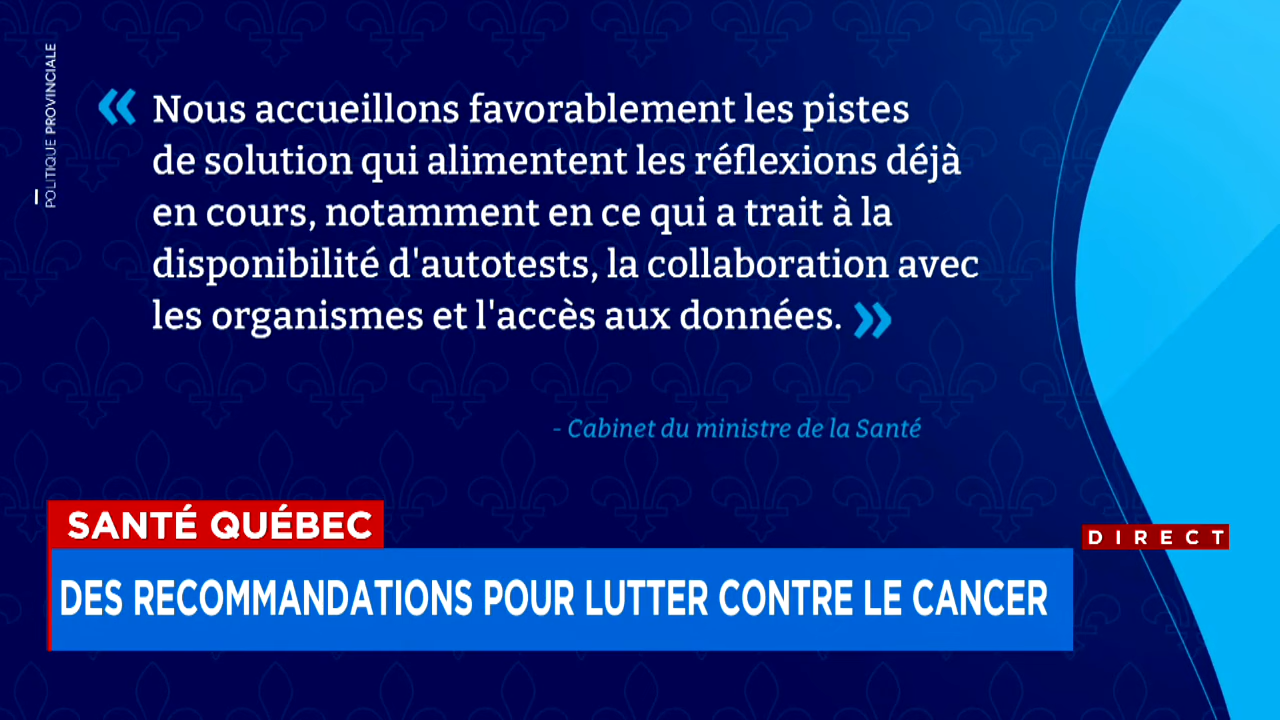 POLITIQUE PROVINCIALE
« Nous accueillons favorablement les pistes
de solution qui alimentent les réflexions déjà
en cours, notamment en ce qui a trait à la
disponibilité d'autotests, la collaboration avec
les organismes et l'accès aux données. »
- Cabinet du ministre de la Santé
SANTÉ QUÉBEC
DIRECT
DES RECOMMANDATIONS POUR LUTTER CONTRE LE CANCER